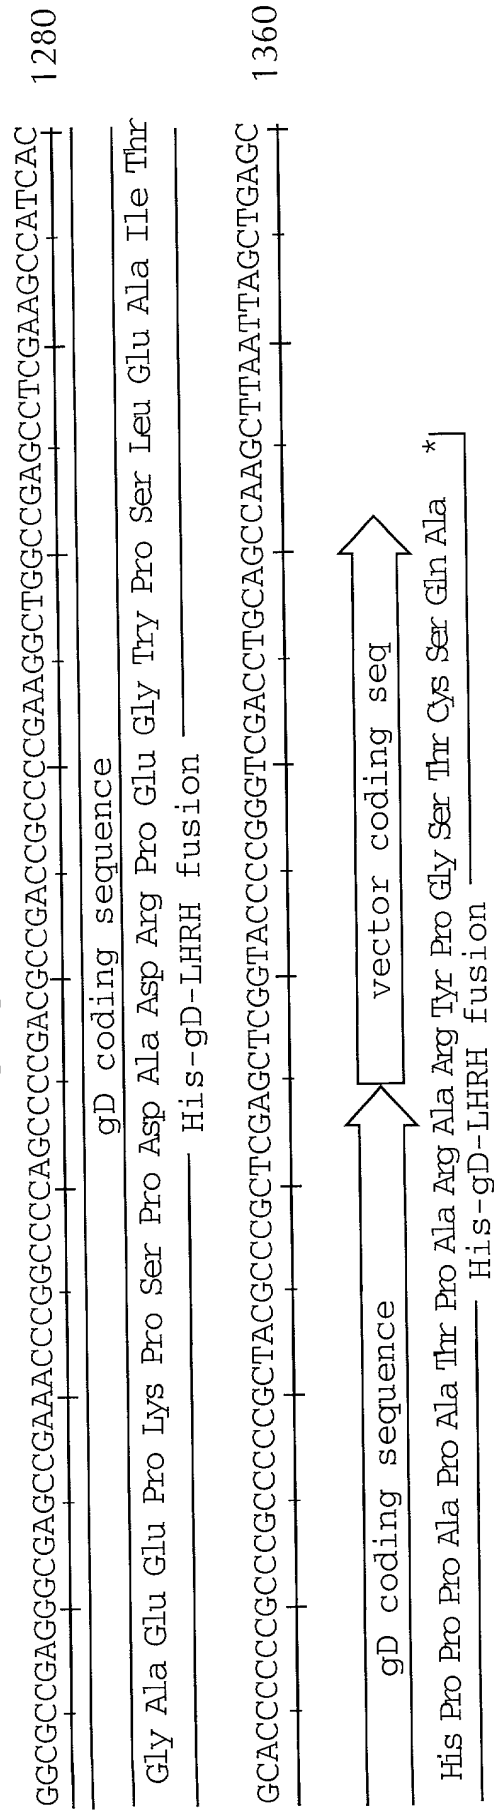 GGCGCCGAGGGCGAGCCGAAACCCGGCCCCAGCCCCGACGCCGACCGCCCCGAAGGCTGGCCGAGCCTCGAAGCCATCAC 1280
gD coding sequence
Gly Ala Glu Glu Pro Lys Pro Ser Pro Asp Ala Asp Arg Pro Glu Gly Try Pro Ser Leu Glu Ala Ile Thr
His-gD-LHRH fusion
GCACCCCCCGCCCGCCCCCGCTACGCCCGCTCGAGCTCGGTACCCCGGGTCGACCTGCAGCCAAGCTTAATTAGCTGAGC 1360
gD coding sequence vector coding seq
His Pro Pro Pro Ala Pro Ala Thr Pro Ala Arg Ala Arg Tyr Pro Gly Ser Thr Cys Ser Gln Ala *
His-gD-LHRH fusion